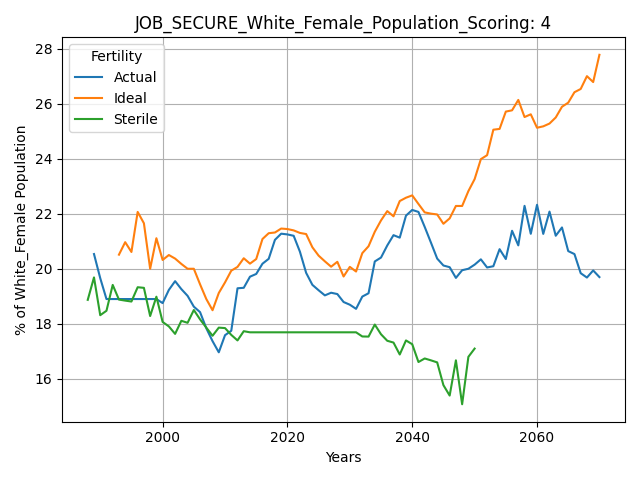 JOB_SECURE_White_Female_Population_Scoring: 4
Fertility
Actual
Ideal
Sterile
% of White_Female Population
28
26
24
22
20
18
16
2000 2020 2040 2060
Years